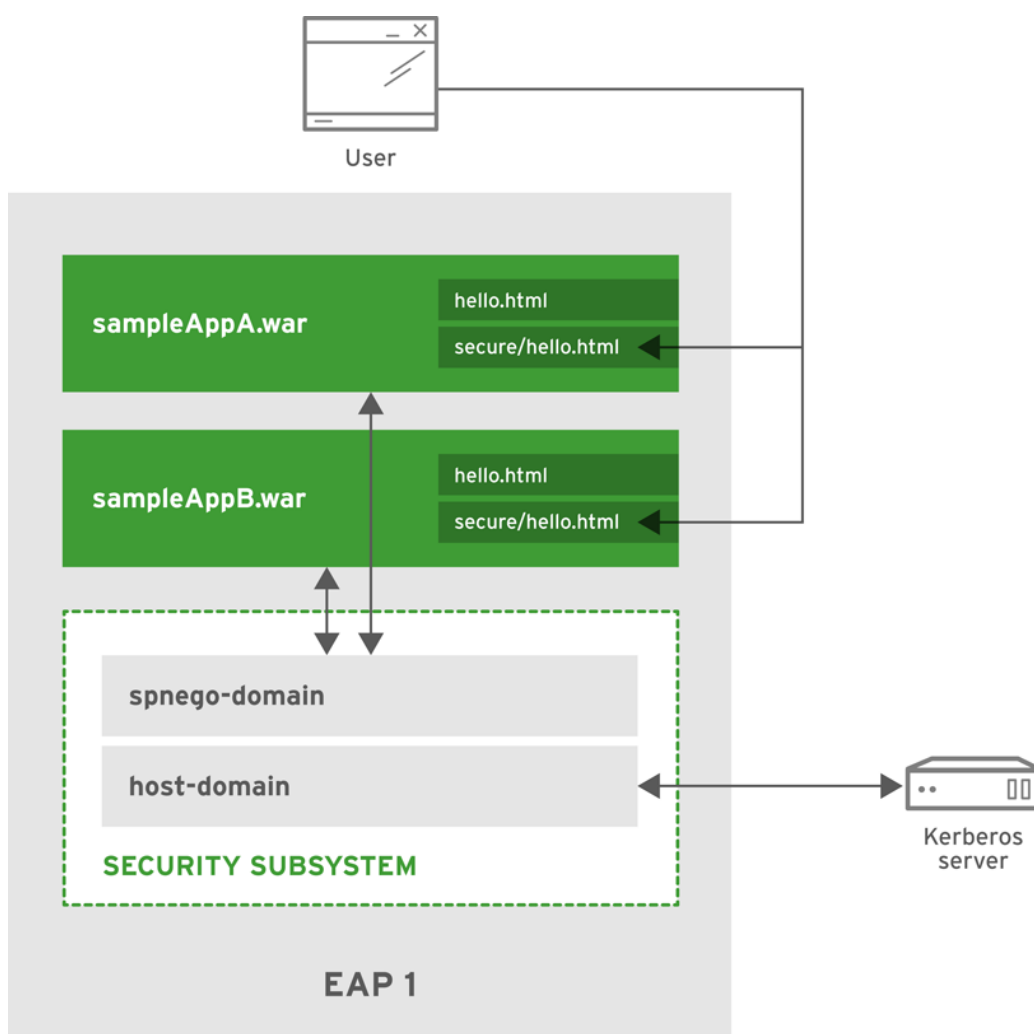 User
sampleAppA.war
hello.html
secure/hello.html
sampleAppB.war
hello.html
secure/hello.html
spnego-domain
host-domain
SECURITY SUBSYSTEM
Kerberos
server
EAP 1